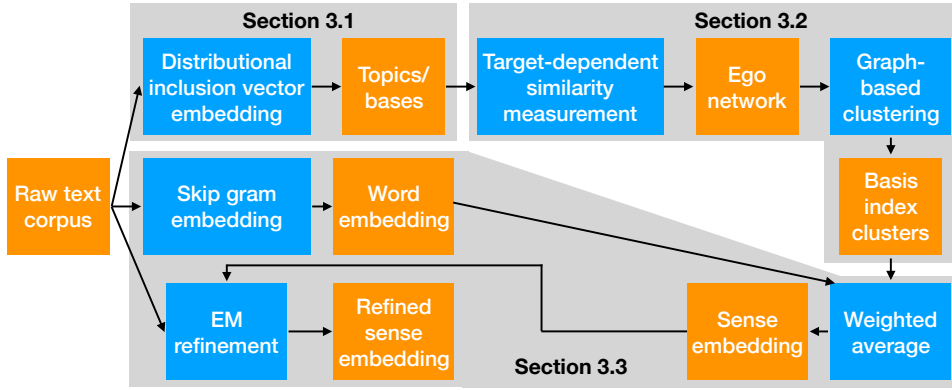 Section 3.1
Section 3.2
Distributional
inclusion vector
embedding
Topics/
bases
Target-dependent
similarity
measurement
Ego
network
Graph-
based
clustering
Raw text
corpus
Skip gram
embedding
Word
embedding
Basis
index
clusters
EM
refinement
Refined
sense
embedding
Sense
embedding
Weighted
average
Section 3.3